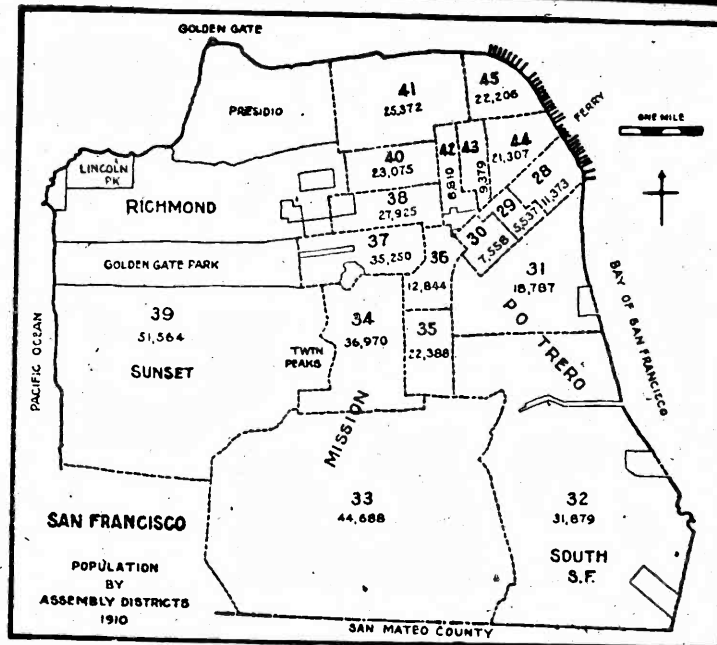 GOLDEN GATE
PRESIDIO
41
25,372
45
22,206
FERRY
ONE MILE
LINCOLN
PK
RICHMOND
40
23,075
42
8,810
43
9,379
44
21,307
38
27,925
28
11,373
29
5,537
30
7,558
GOLDEN GATE PARK
37
35,250
36
12,844
31
18,787
PACIFIC OCEAN
39
51,564
SUNSET
TWIN
PEAKS
34
36,970
35
22,388
POTRERO
BAY OF SAN FRANCISCO
MISSION
33
44,688
32
31,879
SOUTH
S.F.
SAN FRANCISCO
POPULATION
BY
ASSEMBLY DISTRICTS
1910
SAN MATEO COUNTY